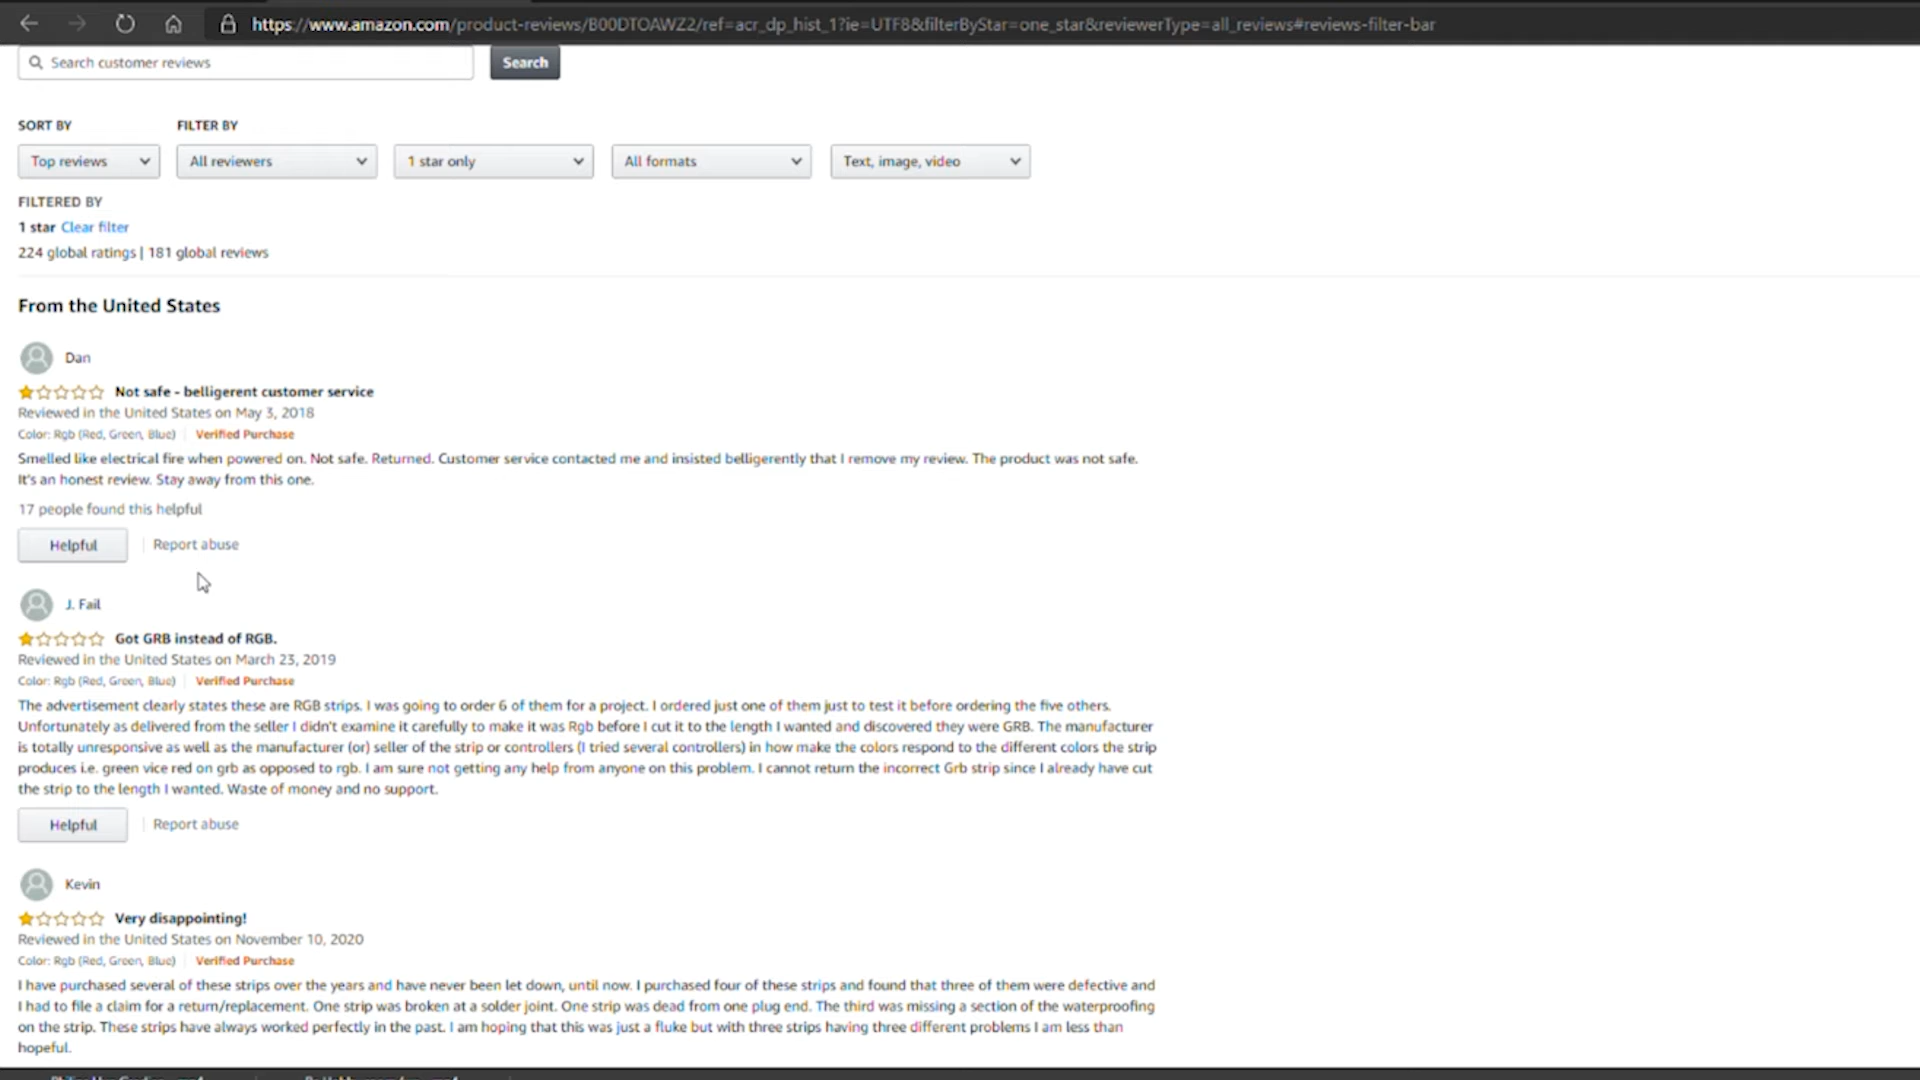 https://www.amazon.com/product-reviews/B00DTOAWZ2/ref=acr_dp_hist_1?ie=UTF8&filterByStar=one_star&reviewerType=all_reviews#reviews-filter-bar
Search customer reviews Search
SORT BY FILTER BY
Top reviews All reviewers 1 star only All formats Text, image, video
FILTERED BY
1 star Clear filter
224 global ratings | 181 global reviews
From the United States
Dan
Not safe - belligerent customer service
Reviewed in the United States on May 3, 2018
Color: Rgb (Red, Green, Blue) Verified Purchase
Smelled like electrical fire when powered on. Not safe. Returned. Customer service contacted me and insisted belligerently that I remove my review. The product was not safe.
It's an honest review. Stay away from this one.
17 people found this helpful
Helpful Report abuse
J. Fail
Got GRB instead of RGB.
Reviewed in the United States on March 23, 2019
Color: Rgb (Red, Green, Blue) Verified Purchase
The advertisement clearly states these are RGB strips. I was going to order 6 of them for a project. I ordered just one of them just to test it before ordering the five others.
Unfortunately as delivered from the seller I didn't examine it carefully to make it was Rgb before I cut it to the length I wanted and discovered they were GRB. The manufacturer
is totally unresponsive as well as the manufacturer (or) seller of the strip or controllers (I tried several controllers) in how make the colors respond to the different colors the strip
produces i.e. green vice red on grb as opposed to rgb. I am sure not getting any help from anyone on this problem. I cannot return the incorrect Grb strip since I already have cut
the strip to the length I wanted. Waste of money and no support.
Helpful Report abuse
Kevin
Very disappointing!
Reviewed in the United States on November 10, 2020
Color: Rgb (Red, Green, Blue) Verified Purchase
I have purchased several of these strips over the years and have never been let down, until now. I purchased four of these strips and found that three of them were defective and
I had to file a claim for a return/replacement. One strip was broken at a solder joint. One strip was dead from one plug end. The third was missing a section of the waterproofing
on the strip. These strips have always worked perfectly in the past. I am hoping that this was just a fluke but with three strips having three different problems I am less than
hopeful.